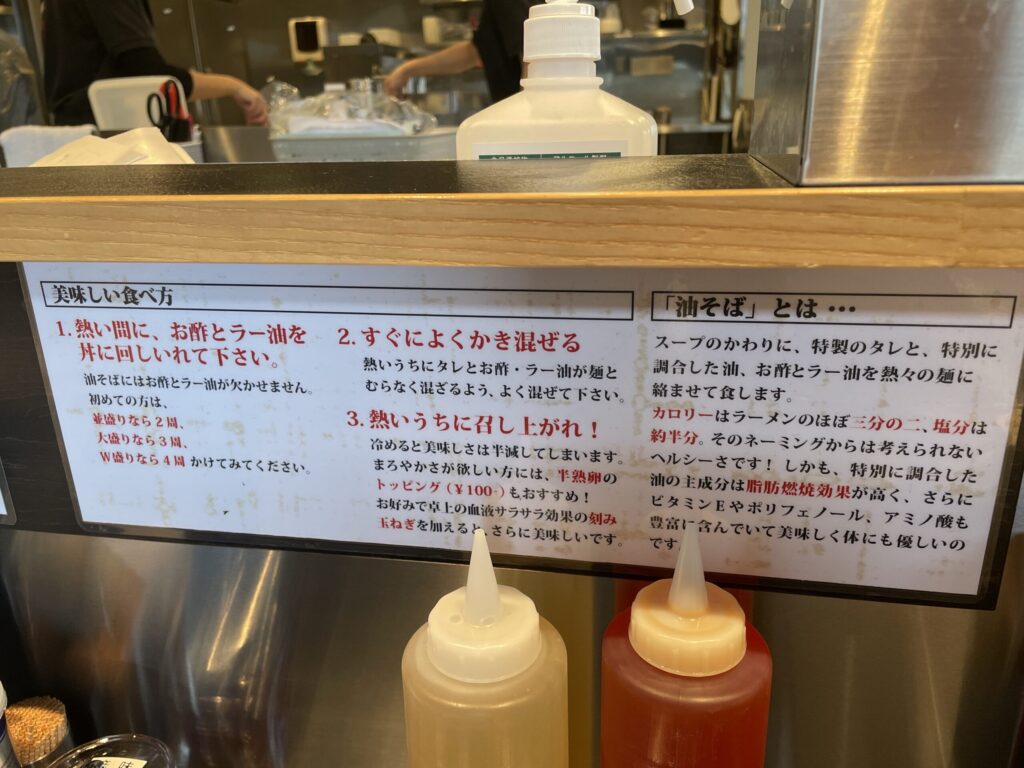 美味しい食べ方
1. 熱い間に、お酢とラー油を
丼に回しいれて下さい。
油そばにはお酢とラー油が欠かせません。
初めての方は、
並盛りなら２周、
大盛り なら３周、
W盛りなら４周 かけてみてください。
2. すぐによくかき混ぜる
熱いうちにタレとお酢・ラー油が麺と
むらなく混ざるよう、よく混ぜて下さい。
3. 熱いうちに召し上がれ！
冷めると美味しさは半減してしまいます。
まろやかさが欲しい方には、半熟卵の
トッピング（¥100-）もおすすめ！
お好みで卓上の血液サラサラ効果の刻み
玉ねぎを加えると、さらに美味しいです。
「油そば」とは・・・
スープのかわりに、特製のタレと、特別に
調合した油、お酢とラー油を熱々の麺に
絡ませて食します。
カロリーはラーメンのほぼ三分の二、塩分は
約半分。そのネーミングからは考えられない
ヘルシーさです！ しかも、特別に調合した
油の主成分は脂肪燃焼効果が高く、さらに
ビタミンEやポリフェノール、アミノ酸も
豊富に含んでいて美味しく体にも優しいの
です